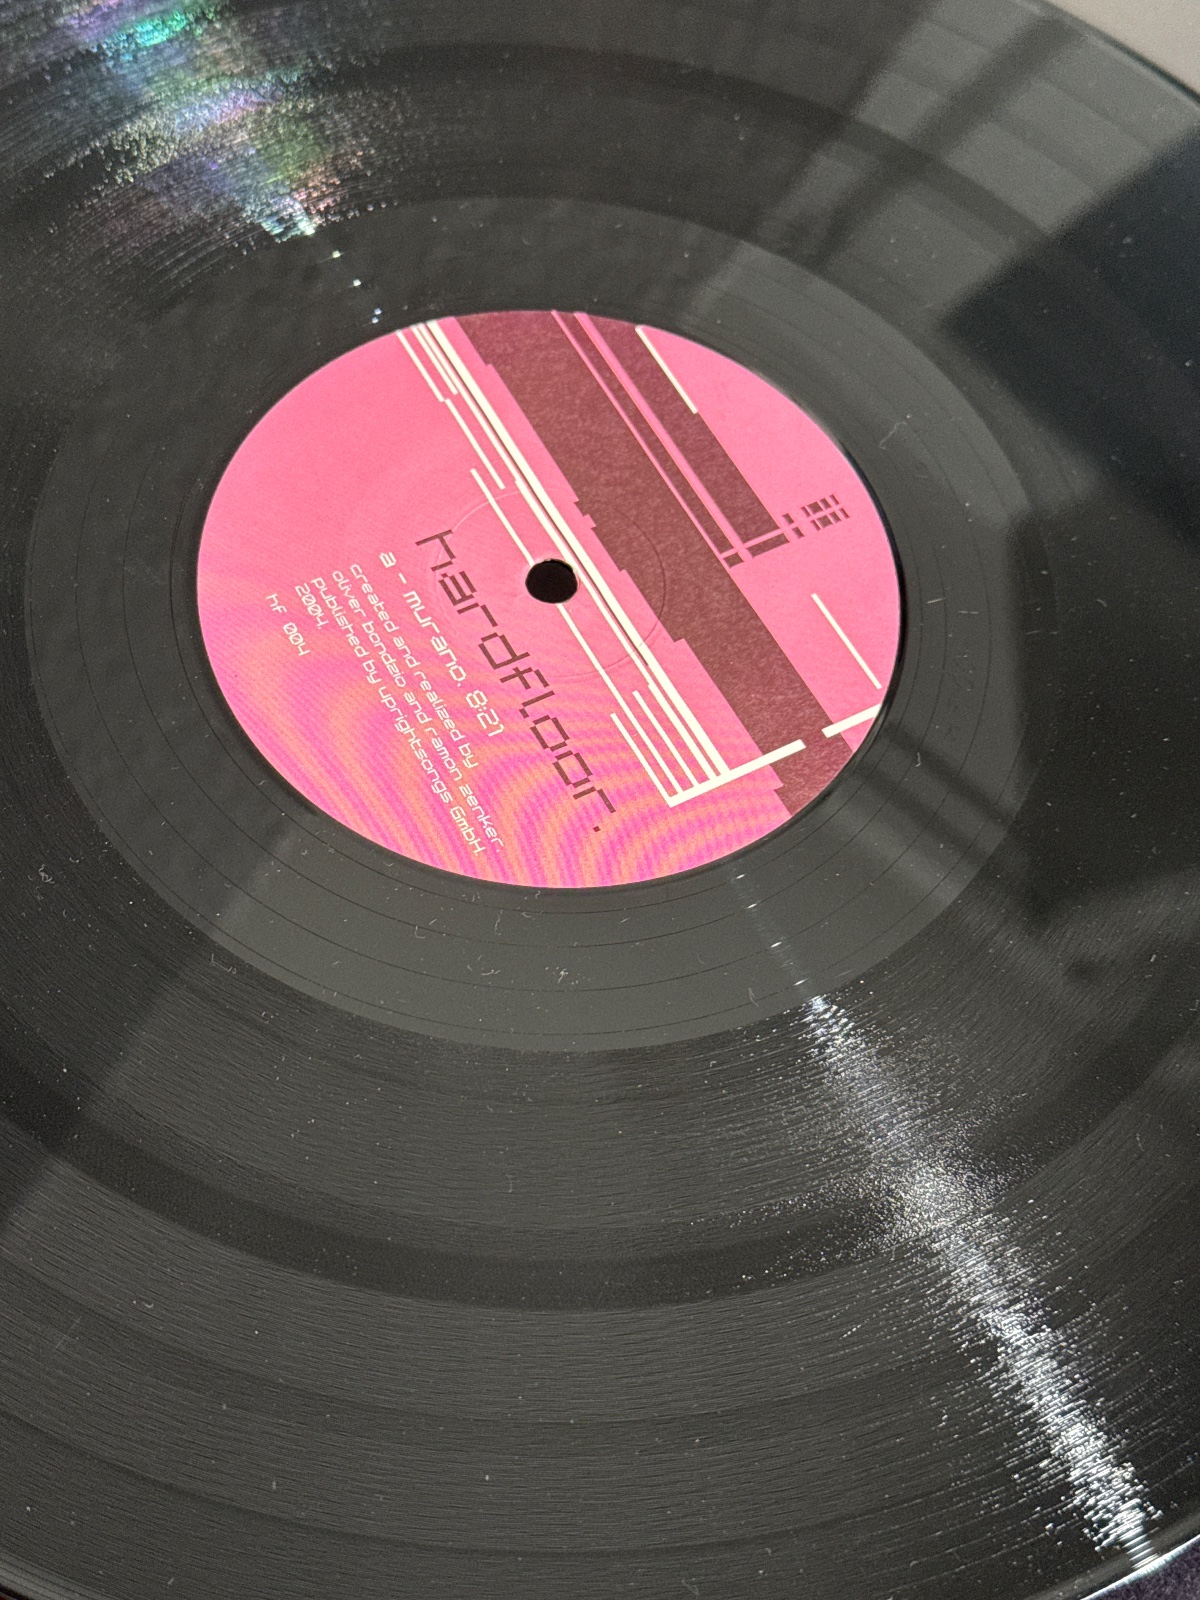 hardfloor.
a - murano. 8:21
created and realized by
oliver bondzio and ramon zenker.
published by uprightsongs GmbH.
2004
hf 004